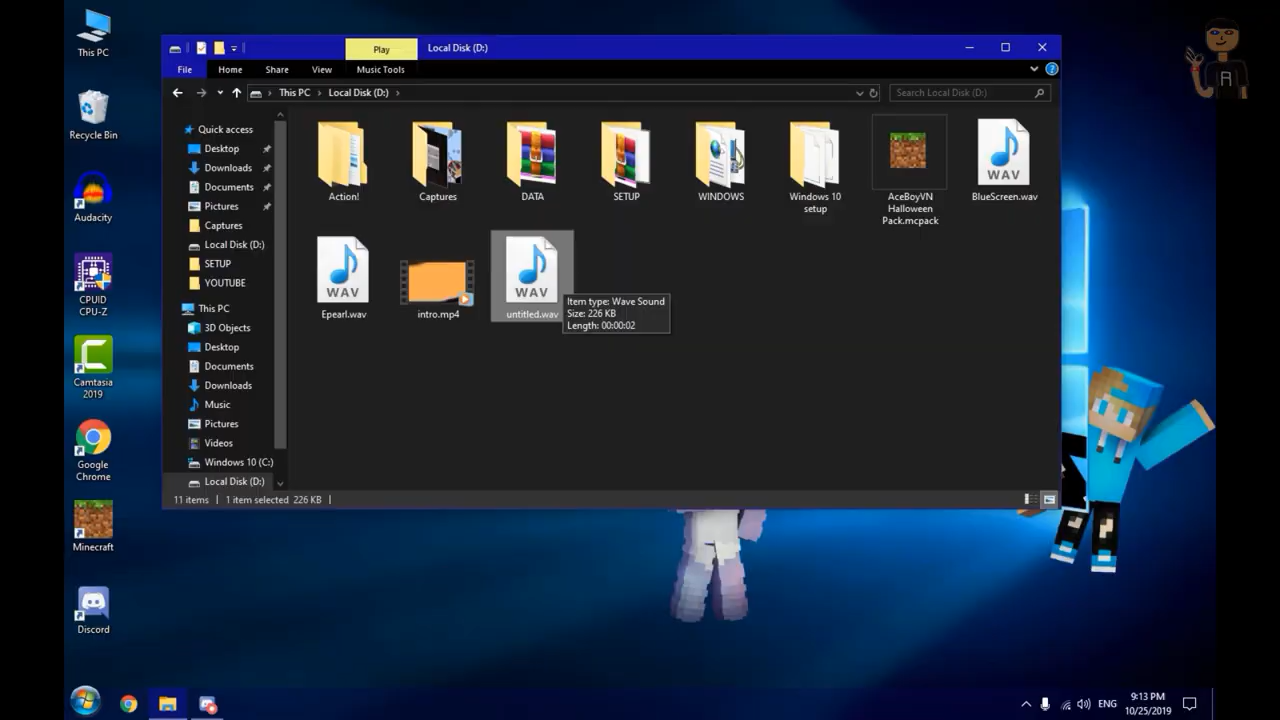 This PC
Recycle Bin
Audacity
CPUID
CPU-Z
Camtasia
2019
Google
Chrome
Minecraft
Discord
Play
Local Disk (D:)
File
Home
Share
View
Music Tools
This PC
Local Disk (D:)
Search Local Disk (D:)
Quick access
Desktop
Downloads
Documents
Pictures
Captures
Local Disk (D:)
SETUP
YOUTUBE
This PC
3D Objects
Desktop
Documents
Downloads
Music
Pictures
Videos
Windows 10 (C:)
Local Disk (D:)
Action!
Captures
DATA
SETUP
WINDOWS
Windows 10
setup
AceBoyVN
Halloween
Pack.mcpack
WAV
BlueScreen.wav
WAV
Epearl.wav
intro.mp4
WAV
untitled.wav
Item type: Wave Sound
Size: 226 KB
Length: 00:00:02
11 items
1 item selected 226 KB
A
ENG
9:13 PM
10/25/2019